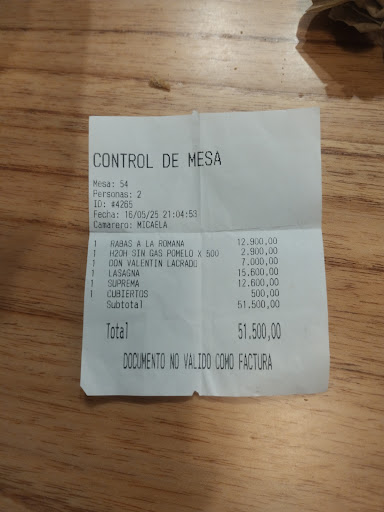 CONTROL DE MESA
Mesa: 54
Personas: 2
ID: #4265
Fecha: 16/05/25 21:04:53
Camarero: MICAELA
1 RABAS A LA ROMANA 12.900,00
1 H2OH SIN GAS POMELO X 500 2.900,00
1 DON VALENTIN LACRADO 7.000,00
1 LASAGNA 15.600,00
1 SUPREMA 12.600,00
1 CUBIERTOS 500,00
Subtotal 51.500,00
Total 51.500,00
DOCUMENTO NO VALIDO COMO FACTURA